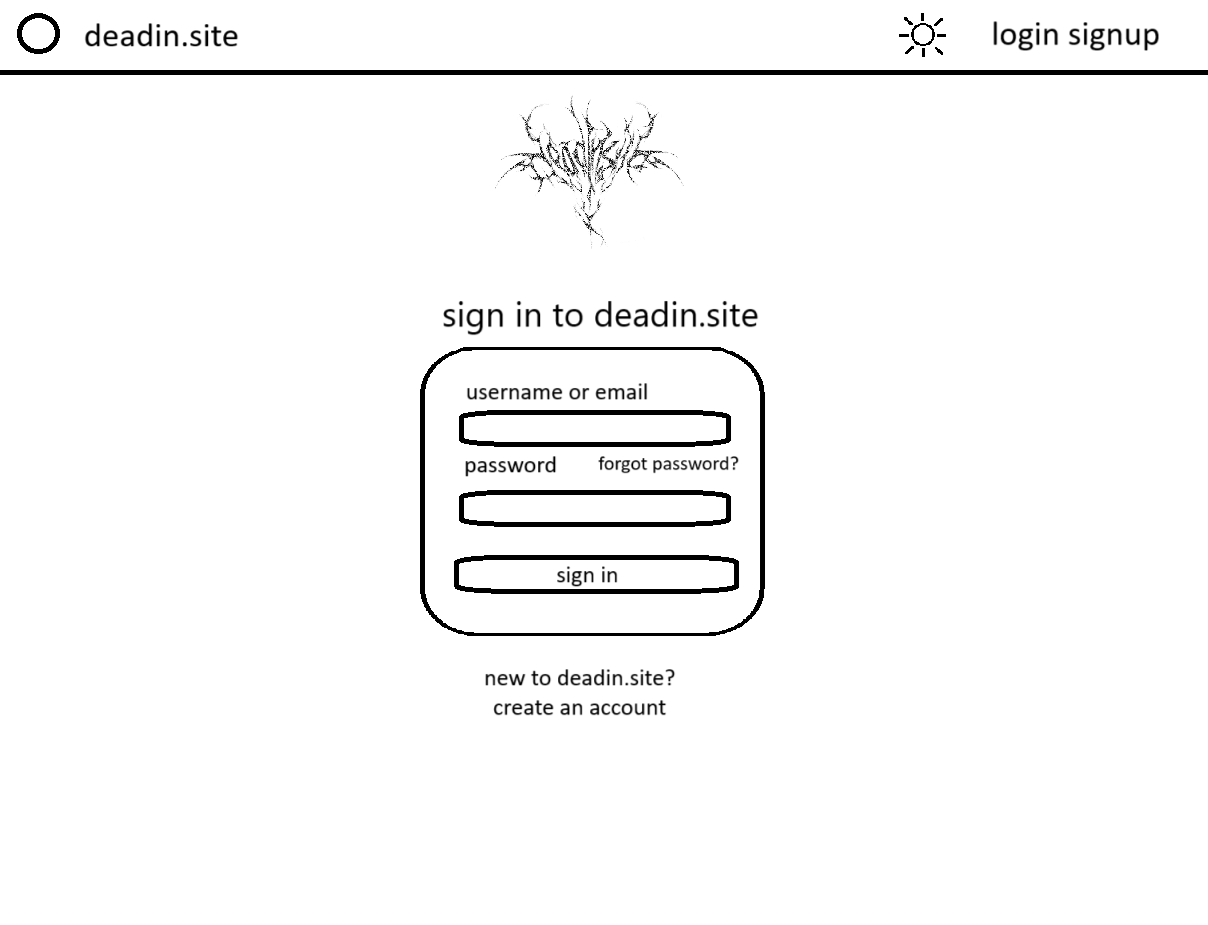 deadin.site login signup
sign in to deadin.site
username or email
password forgot password?
sign in
new to deadin.site?
create an account